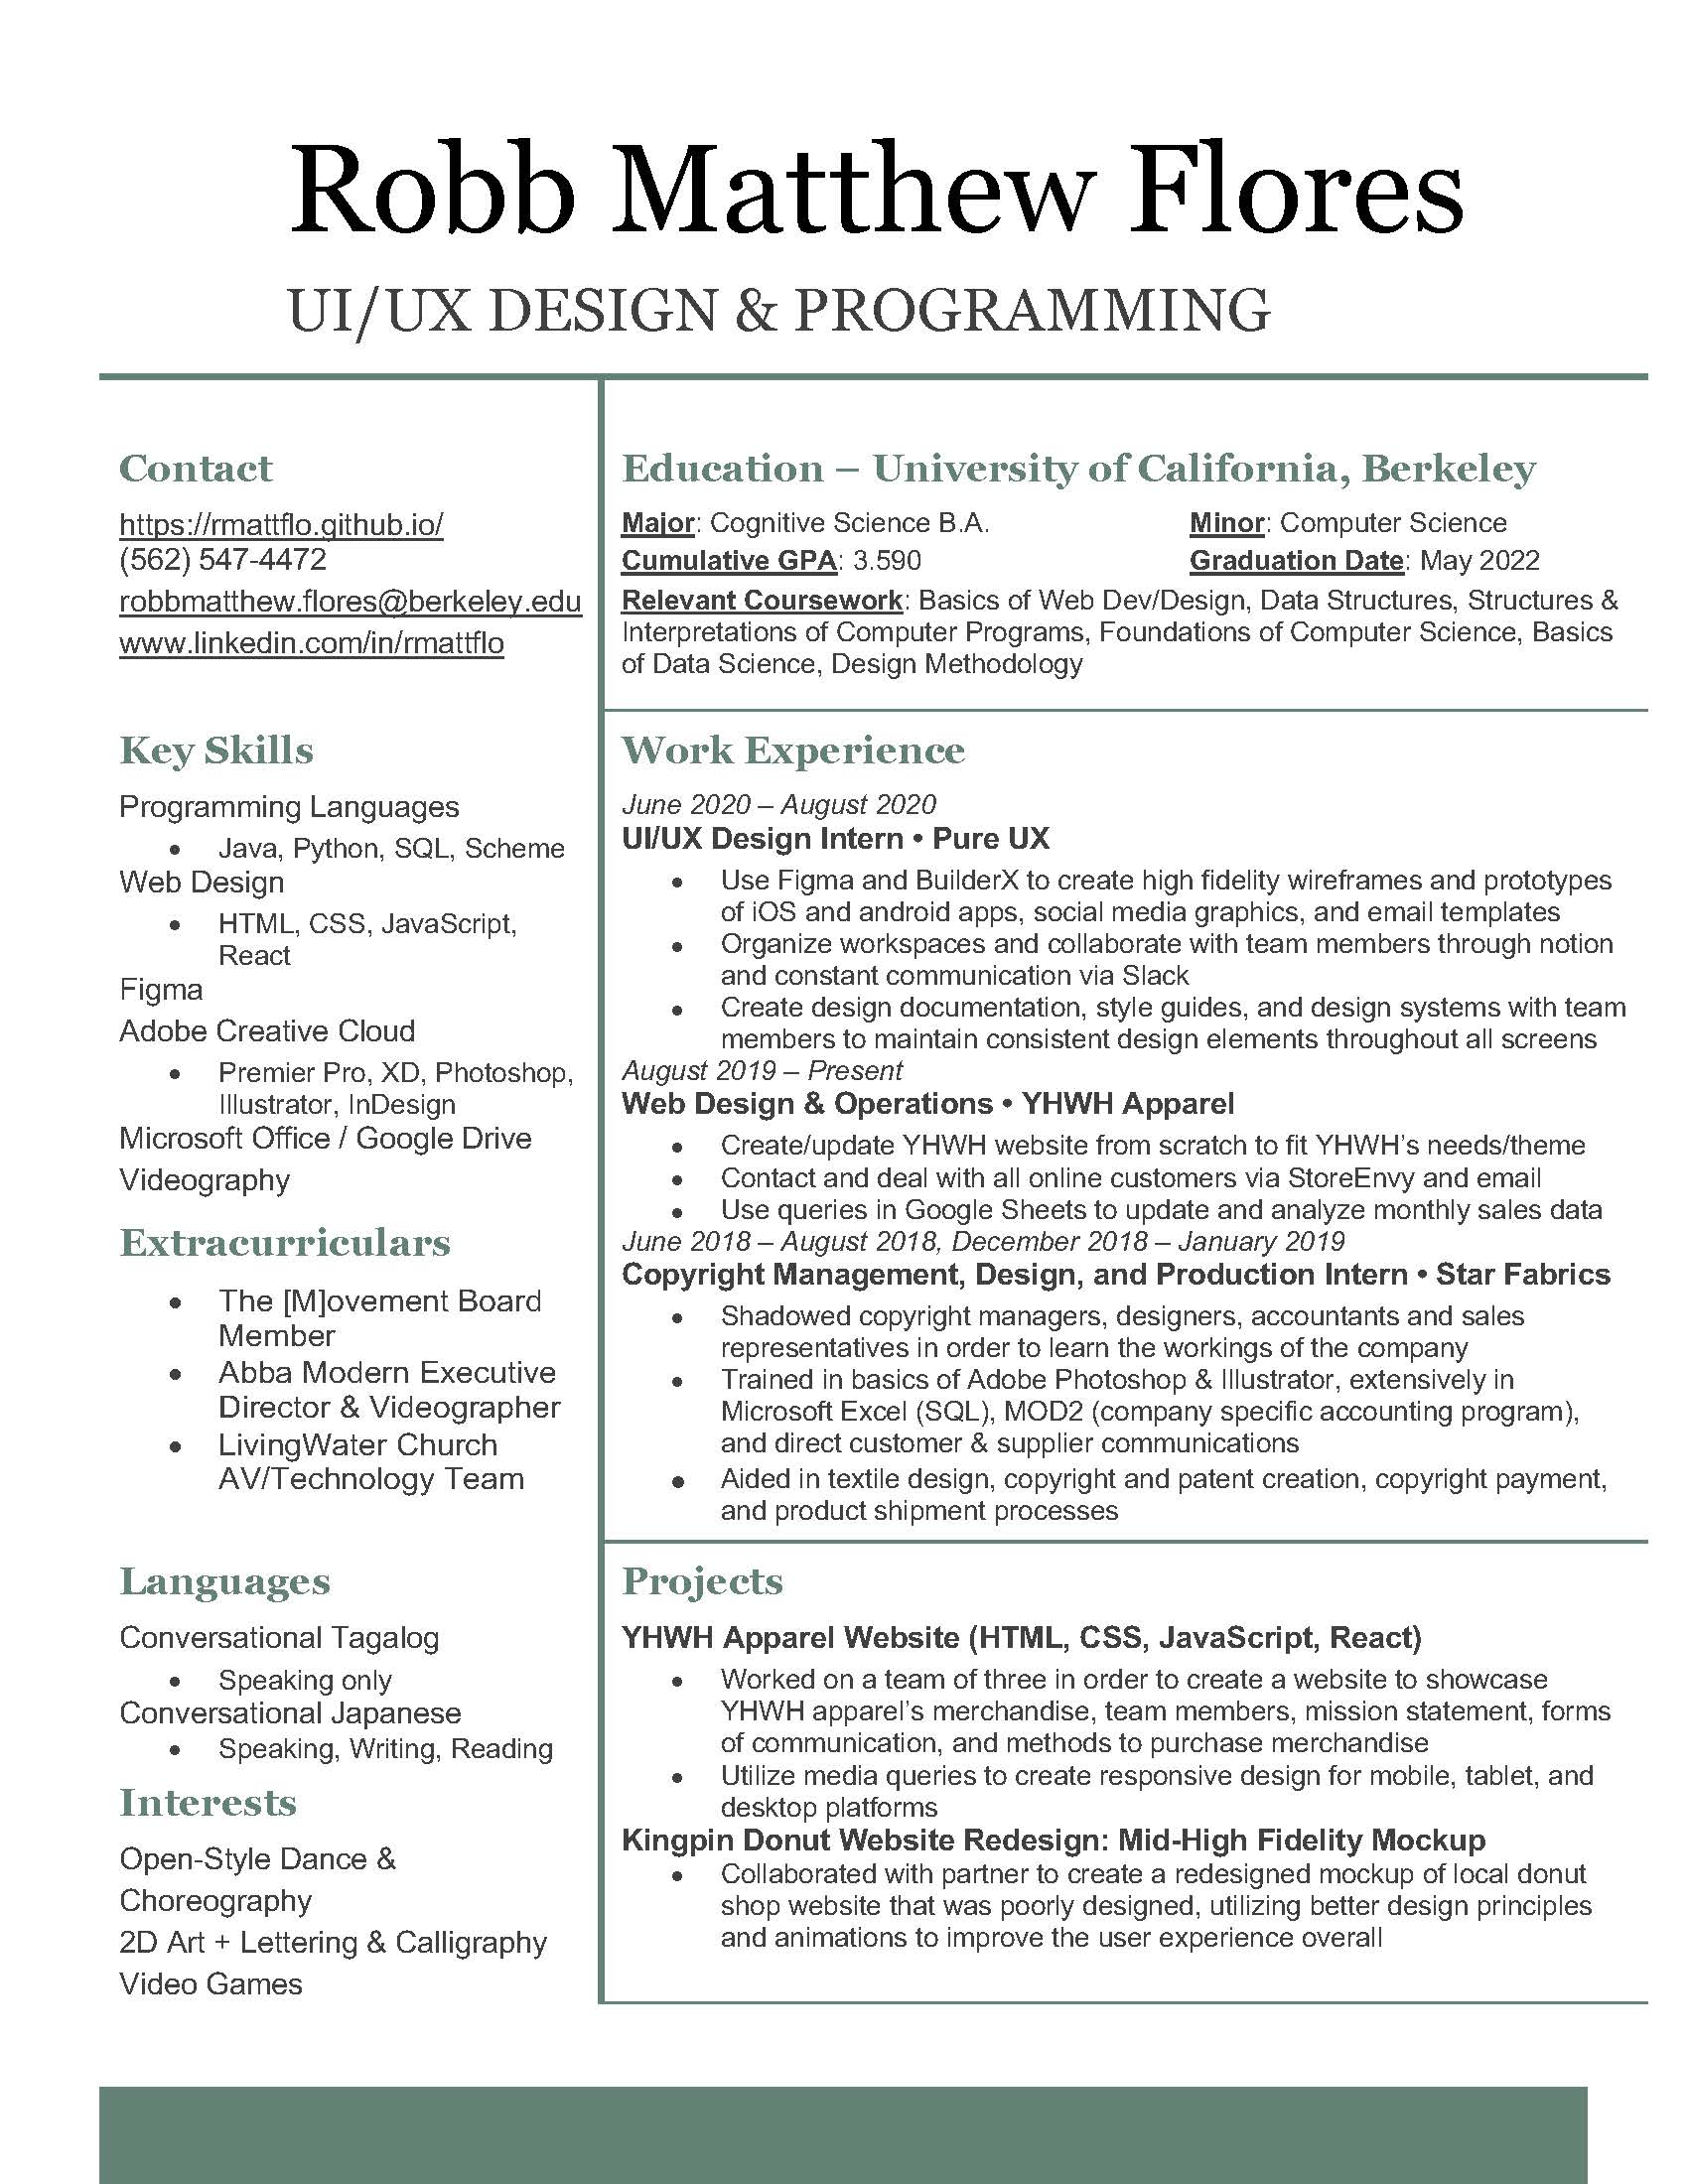 Robb Matthew Flores
UI/UX DESIGN & PROGRAMMING
Contact
https://rmattflo.github.io/
(562) 547-4472
robbmatthew.flores@berkeley.edu
www.linkedin.com/in/rmattflo
Key Skills
Programming Languages
• Java, Python, SQL, Scheme
Web Design
• HTML, CSS, JavaScript,
React
Figma
Adobe Creative Cloud
• Premier Pro, XD, Photoshop,
Illustrator, InDesign
Microsoft Office / Google Drive
Videography
Extracurriculars
• The [M]ovement Board
Member
• Abba Modern Executive
Director & Videographer
• LivingWater Church
AV/Technology Team
Languages
Conversational Tagalog
• Speaking only
Conversational Japanese
• Speaking, Writing, Reading
Interests
Open-Style Dance &
Choreography
2D Art + Lettering & Calligraphy
Video Games
Education – University of California, Berkeley
Major: Cognitive Science B.A. Minor: Computer Science
Cumulative GPA: 3.590 Graduation Date: May 2022
Relevant Coursework: Basics of Web Dev/Design, Data Structures, Structures &
Interpretations of Computer Programs, Foundations of Computer Science, Basics
of Data Science, Design Methodology
Work Experience
June 2020 – August 2020
UI/UX Design Intern • Pure UX
• Use Figma and BuilderX to create high fidelity wireframes and prototypes
of iOS and android apps, social media graphics, and email templates
• Organize workspaces and collaborate with team members through notion
and constant communication via Slack
• Create design documentation, style guides, and design systems with team
members to maintain consistent design elements throughout all screens
August 2019 – Present
Web Design & Operations • YHWH Apparel
• Create/update YHWH website from scratch to fit YHWH’s needs/theme
• Contact and deal with all online customers via StoreEnvy and email
• Use queries in Google Sheets to update and analyze monthly sales data
June 2018 – August 2018, December 2018 – January 2019
Copyright Management, Design, and Production Intern • Star Fabrics
• Shadowed copyright managers, designers, accountants and sales
representatives in order to learn the workings of the company
• Trained in basics of Adobe Photoshop & Illustrator, extensively in
Microsoft Excel (SQL), MOD2 (company specific accounting program),
and direct customer & supplier communications
• Aided in textile design, copyright and patent creation, copyright payment,
and product shipment processes
Projects
YHWH Apparel Website (HTML, CSS, JavaScript, React)
• Worked on a team of three in order to create a website to showcase
YHWH apparel’s merchandise, team members, mission statement, forms
of communication, and methods to purchase merchandise
• Utilize media queries to create responsive design for mobile, tablet, and
desktop platforms
Kingpin Donut Website Redesign: Mid-High Fidelity Mockup
• Collaborated with partner to create a redesigned mockup of local donut
shop website that was poorly designed, utilizing better design principles
and animations to improve the user experience overall